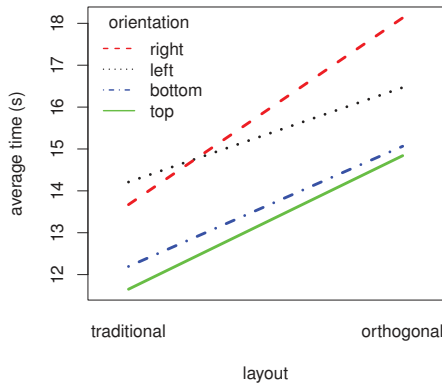 orientation
right
left
bottom
top
average time (s)
18
17
16
15
14
13
12
traditional orthogonal
layout